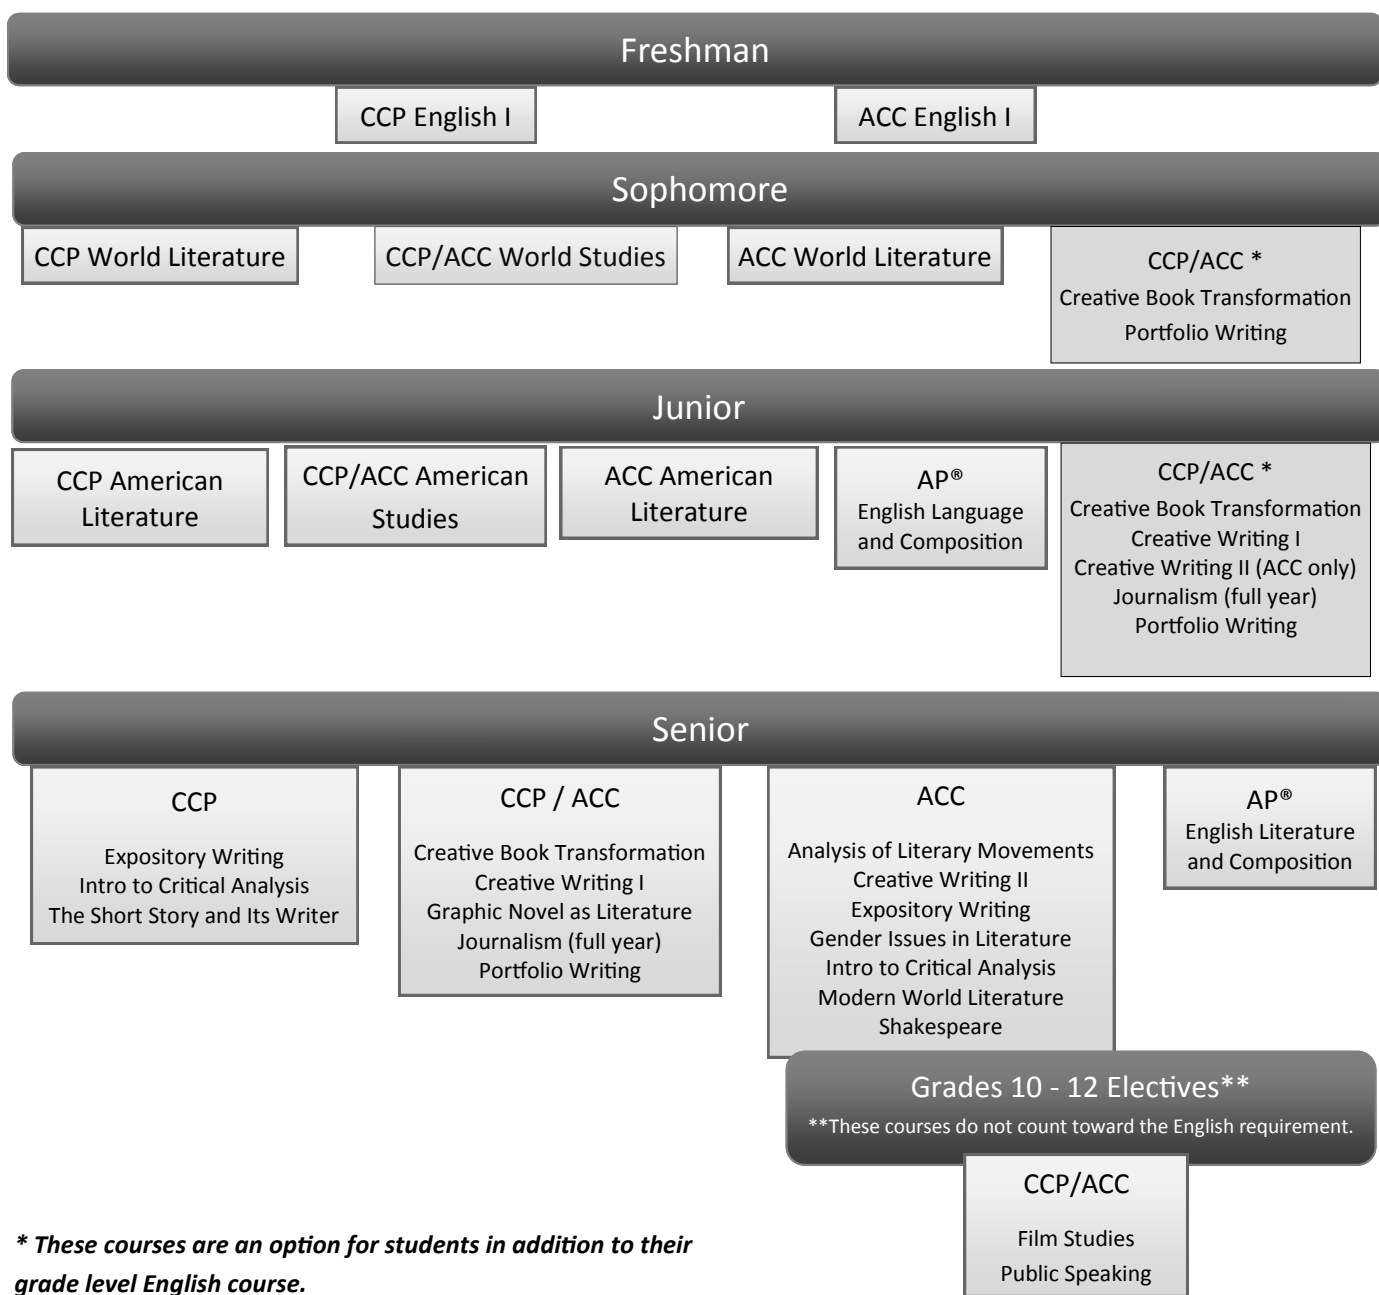 Freshman
CCP English I
ACC English I
Sophomore
CCP World Literature
CCP/ACC World Studies
ACC World Literature
CCP/ACC *
Creative Book Transformation
Portfolio Writing
Junior
CCP American
Literature
CCP/ACC American
Studies
ACC American
Literature
AP®
English Language
and Composition
CCP/ACC *
Creative Book Transformation
Creative Writing I
Creative Writing II (ACC only)
Journalism (full year)
Portfolio Writing
Senior
CCP
Expository Writing
Intro to Critical Analysis
The Short Story and Its Writer
CCP / ACC
Creative Book Transformation
Creative Writing I
Graphic Novel as Literature
Journalism (full year)
Portfolio Writing
ACC
Analysis of Literary Movements
Creative Writing II
Expository Writing
Gender Issues in Literature
Intro to Critical Analysis
Modern World Literature
Shakespeare
AP®
English Literature
and Composition
Grades 10 - 12 Electives**
**These courses do not count toward the English requirement.
CCP/ACC
Film Studies
Public Speaking
* These courses are an option for students in addition to their
grade level English course.